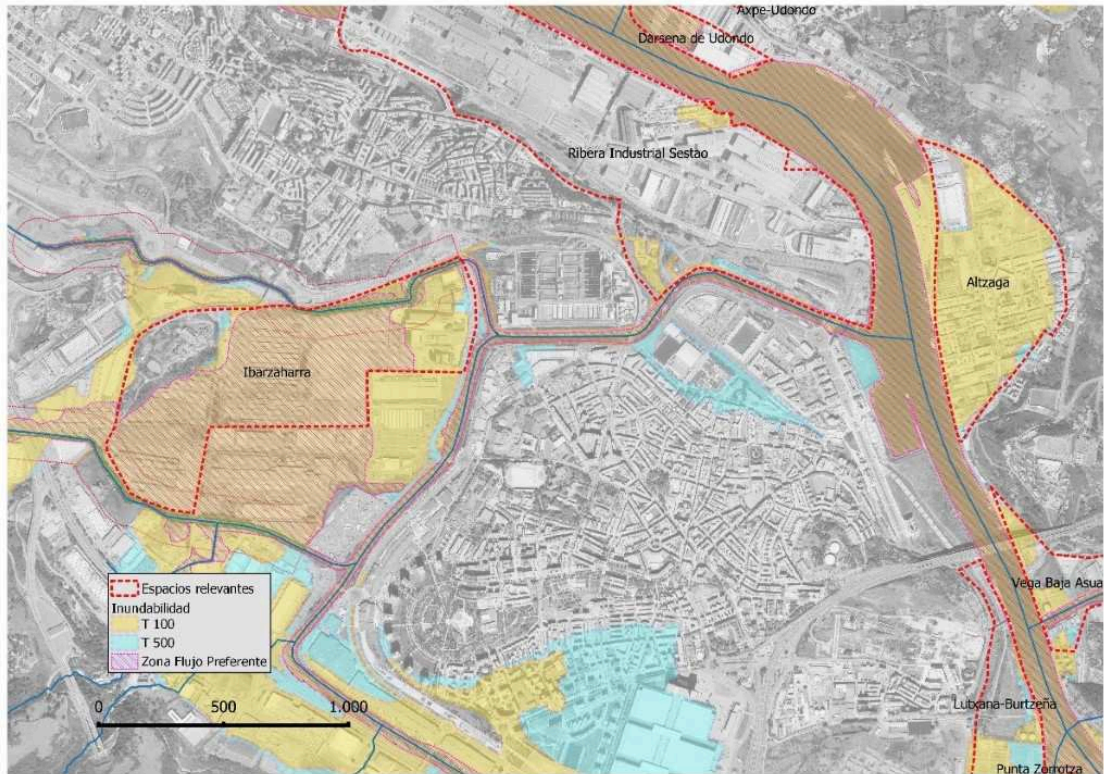 Axpe-Udondo
Darsena de Udondo
Ribera Industrial Sestao
Altzaga
Ibarzaharra
Espacios relevantes
Inundabilidad
T 100
T 500
Zona Flujo Preferente
Vega Baja Asua
0 500 1.000
Lutxana-Burtzeña
Punta Zorrotza